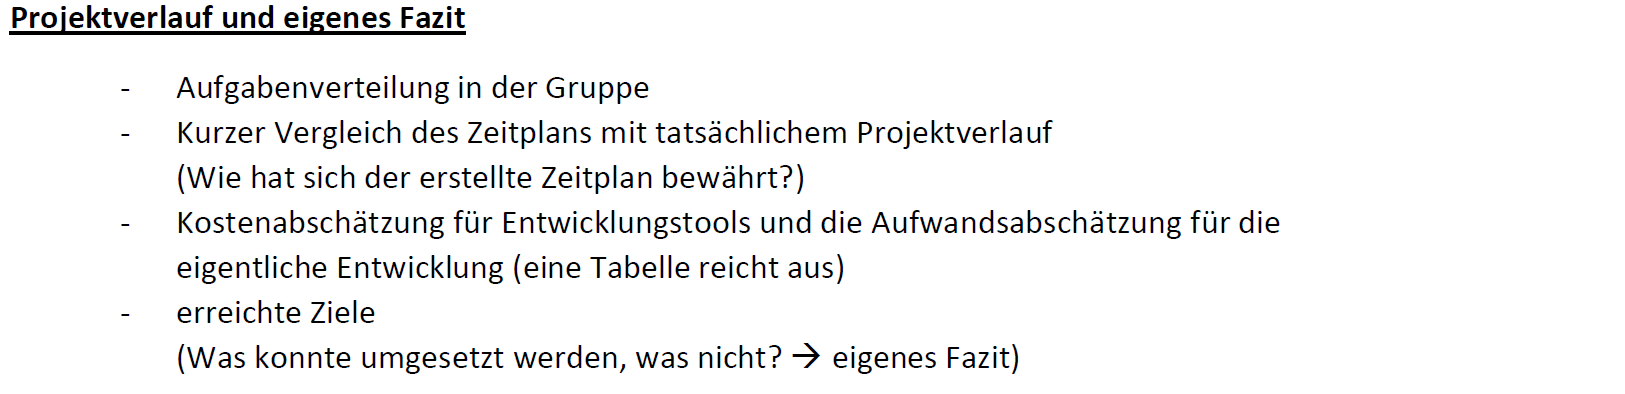 Projektverlauf und eigenes Fazit
- Aufgabenverteilung in der Gruppe
- Kurzer Vergleich des Zeitplans mit tatsächlichem Projektverlauf
(Wie hat sich der erstellte Zeitplan bewährt?)
- Kostenabschätzung für Entwicklungstools und die Aufwandsabschätzung für die
eigentliche Entwicklung (eine Tabelle reicht aus)
- erreichte Ziele
(Was konnte umgesetzt werden, was nicht? → eigenes Fazit)